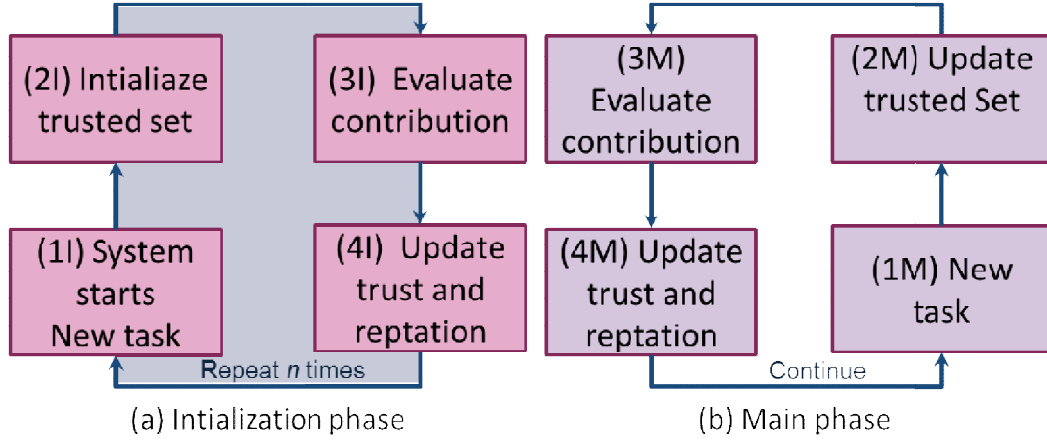 (2I) Intialiaze
trusted set
(3I) Evaluate
contribution
(1I) System
starts
New task
(4I) Update
trust and
reptation
Repeat n times
(a) Intialization phase
(3M)
Evaluate
contribution
(2M) Update
trusted Set
(4M) Update
trust and
reptation
(1M) New
task
Continue
(b) Main phase